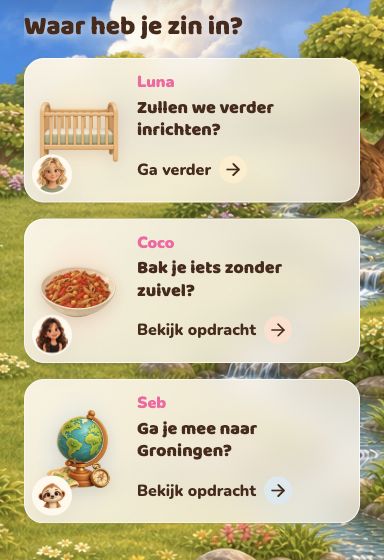 Waar heb je zin in?
Luna
Zullen we verder
inrichten?
Ga verder
Coco
Bak je iets zonder
zuivel?
Bekijk opdracht
Seb
Ga je mee naar
Groningen?
Bekijk opdracht